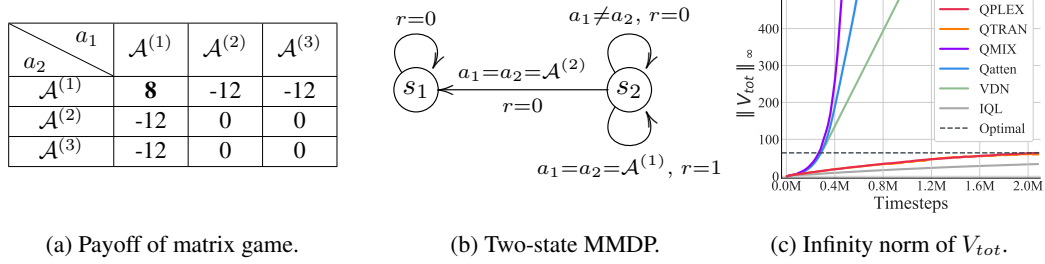 a₁
a₂
𝒜⁽¹⁾ 𝒜⁽²⁾ 𝒜⁽³⁾
𝒜⁽¹⁾ 8 -12 -12
𝒜⁽²⁾ -12 0 0
𝒜⁽³⁾ -12 0 0
(a) Payoff of matrix game.
r=0
a₁≠a₂, r=0
s₁
a₁=a₂=𝒜⁽²⁾
r=0
s₂
a₁=a₂=𝒜⁽¹⁾, r=1
(b) Two-state MMDP.
‖ V_tot ‖_∞
400
300
200
100
0
0.0M 0.4M 0.8M 1.2M 1.6M 2.0M
Timesteps
QPLEX
QTRAN
QMIX
Qatten
VDN
IQL
Optimal
(c) Infinity norm of V_tot.